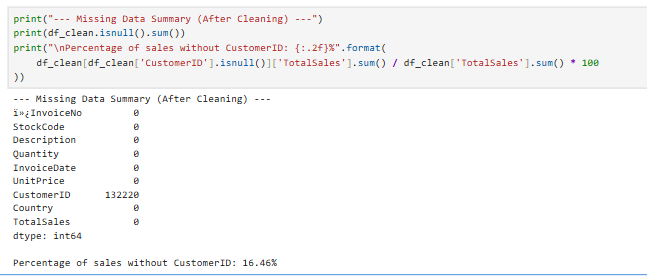 print("--- Missing Data Summary (After Cleaning) ---")
print(df_clean.isnull().sum())
print("\nPercentage of sales without CustomerID: {:.2f}%".format(
    df_clean[df_clean['CustomerID'].isnull()]['TotalSales'].sum() / df_clean['TotalSales'].sum() * 100
))
--- Missing Data Summary (After Cleaning) ---
ï»¿InvoiceNo         0
StockCode            0
Description          0
Quantity             0
InvoiceDate          0
UnitPrice            0
CustomerID      132220
Country              0
TotalSales           0
dtype: int64
Percentage of sales without CustomerID: 16.46%